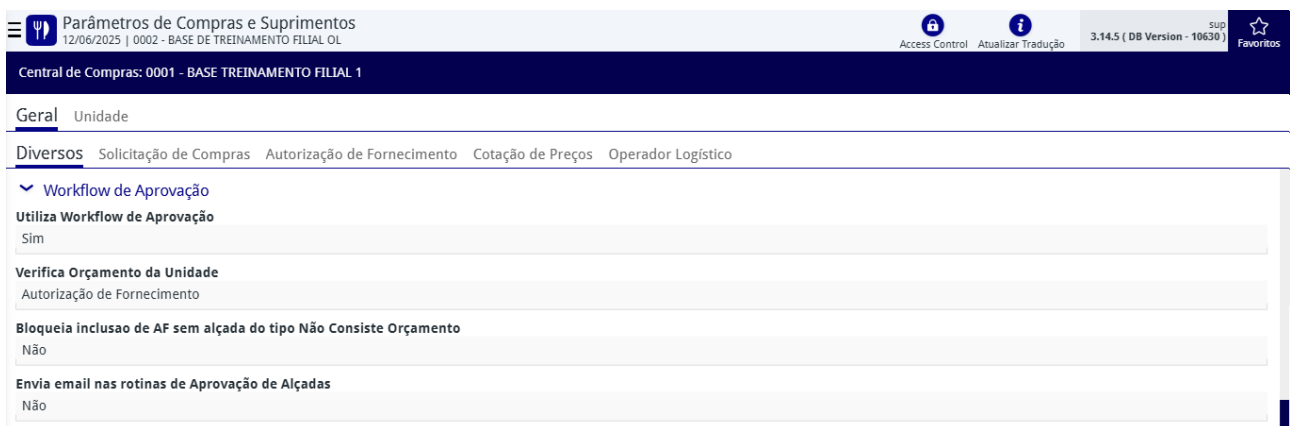 Parâmetros de Compras e Suprimentos
12/06/2025 | 0002 - BASE DE TREINAMENTO FILIAL OL
Access Control
Atualizar Tradução
sup
3.14.5 ( DB Version - 10630 )
Favoritos
Central de Compras: 0001 - BASE TREINAMENTO FILIAL 1
Geral Unidade
Diversos Solicitação de Compras Autorização de Fornecimento Cotação de Preços Operador Logístico
Workflow de Aprovação
Utiliza Workflow de Aprovação
Sim
Verifica Orçamento da Unidade
Autorização de Fornecimento
Bloqueia inclusao de AF sem alçada do tipo Não Consiste Orçamento
Não
Envia email nas rotinas de Aprovação de Alçadas
Não